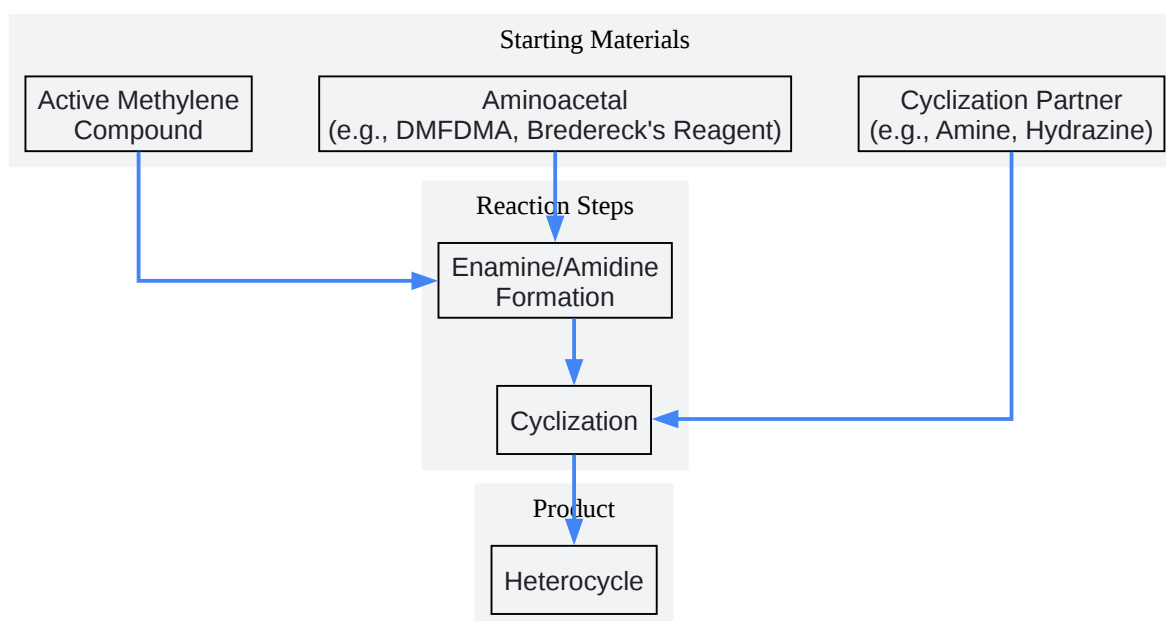 Starting Materials
Active Methylene
Compound
Aminoacetal
(e.g., DMFDMA, Bredereck's Reagent)
Cyclization Partner
(e.g., Amine, Hydrazine)
Reaction Steps
Enamine/Amidine
Formation
Cyclization
Product
Heterocycle